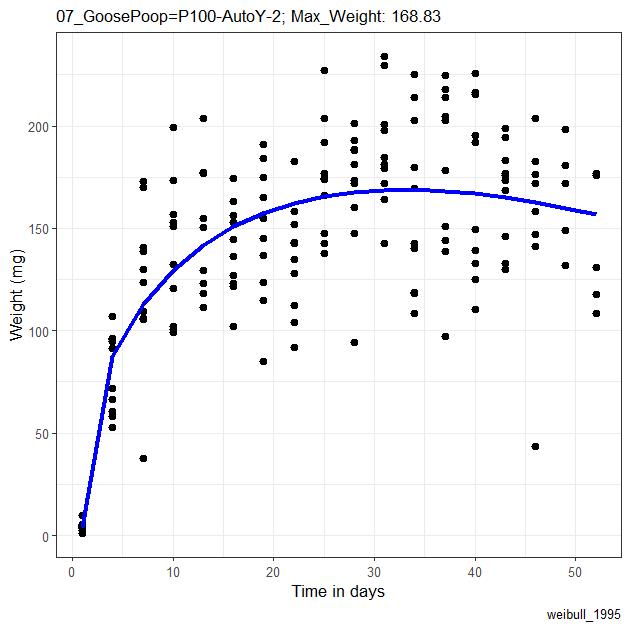 07_GoosePoop=P100-AutoY-2; Max_Weight: 168.83
200
150
100
50
0
Weight (mg)
0 10 20 30 40 50
Time in days
weibull_1995